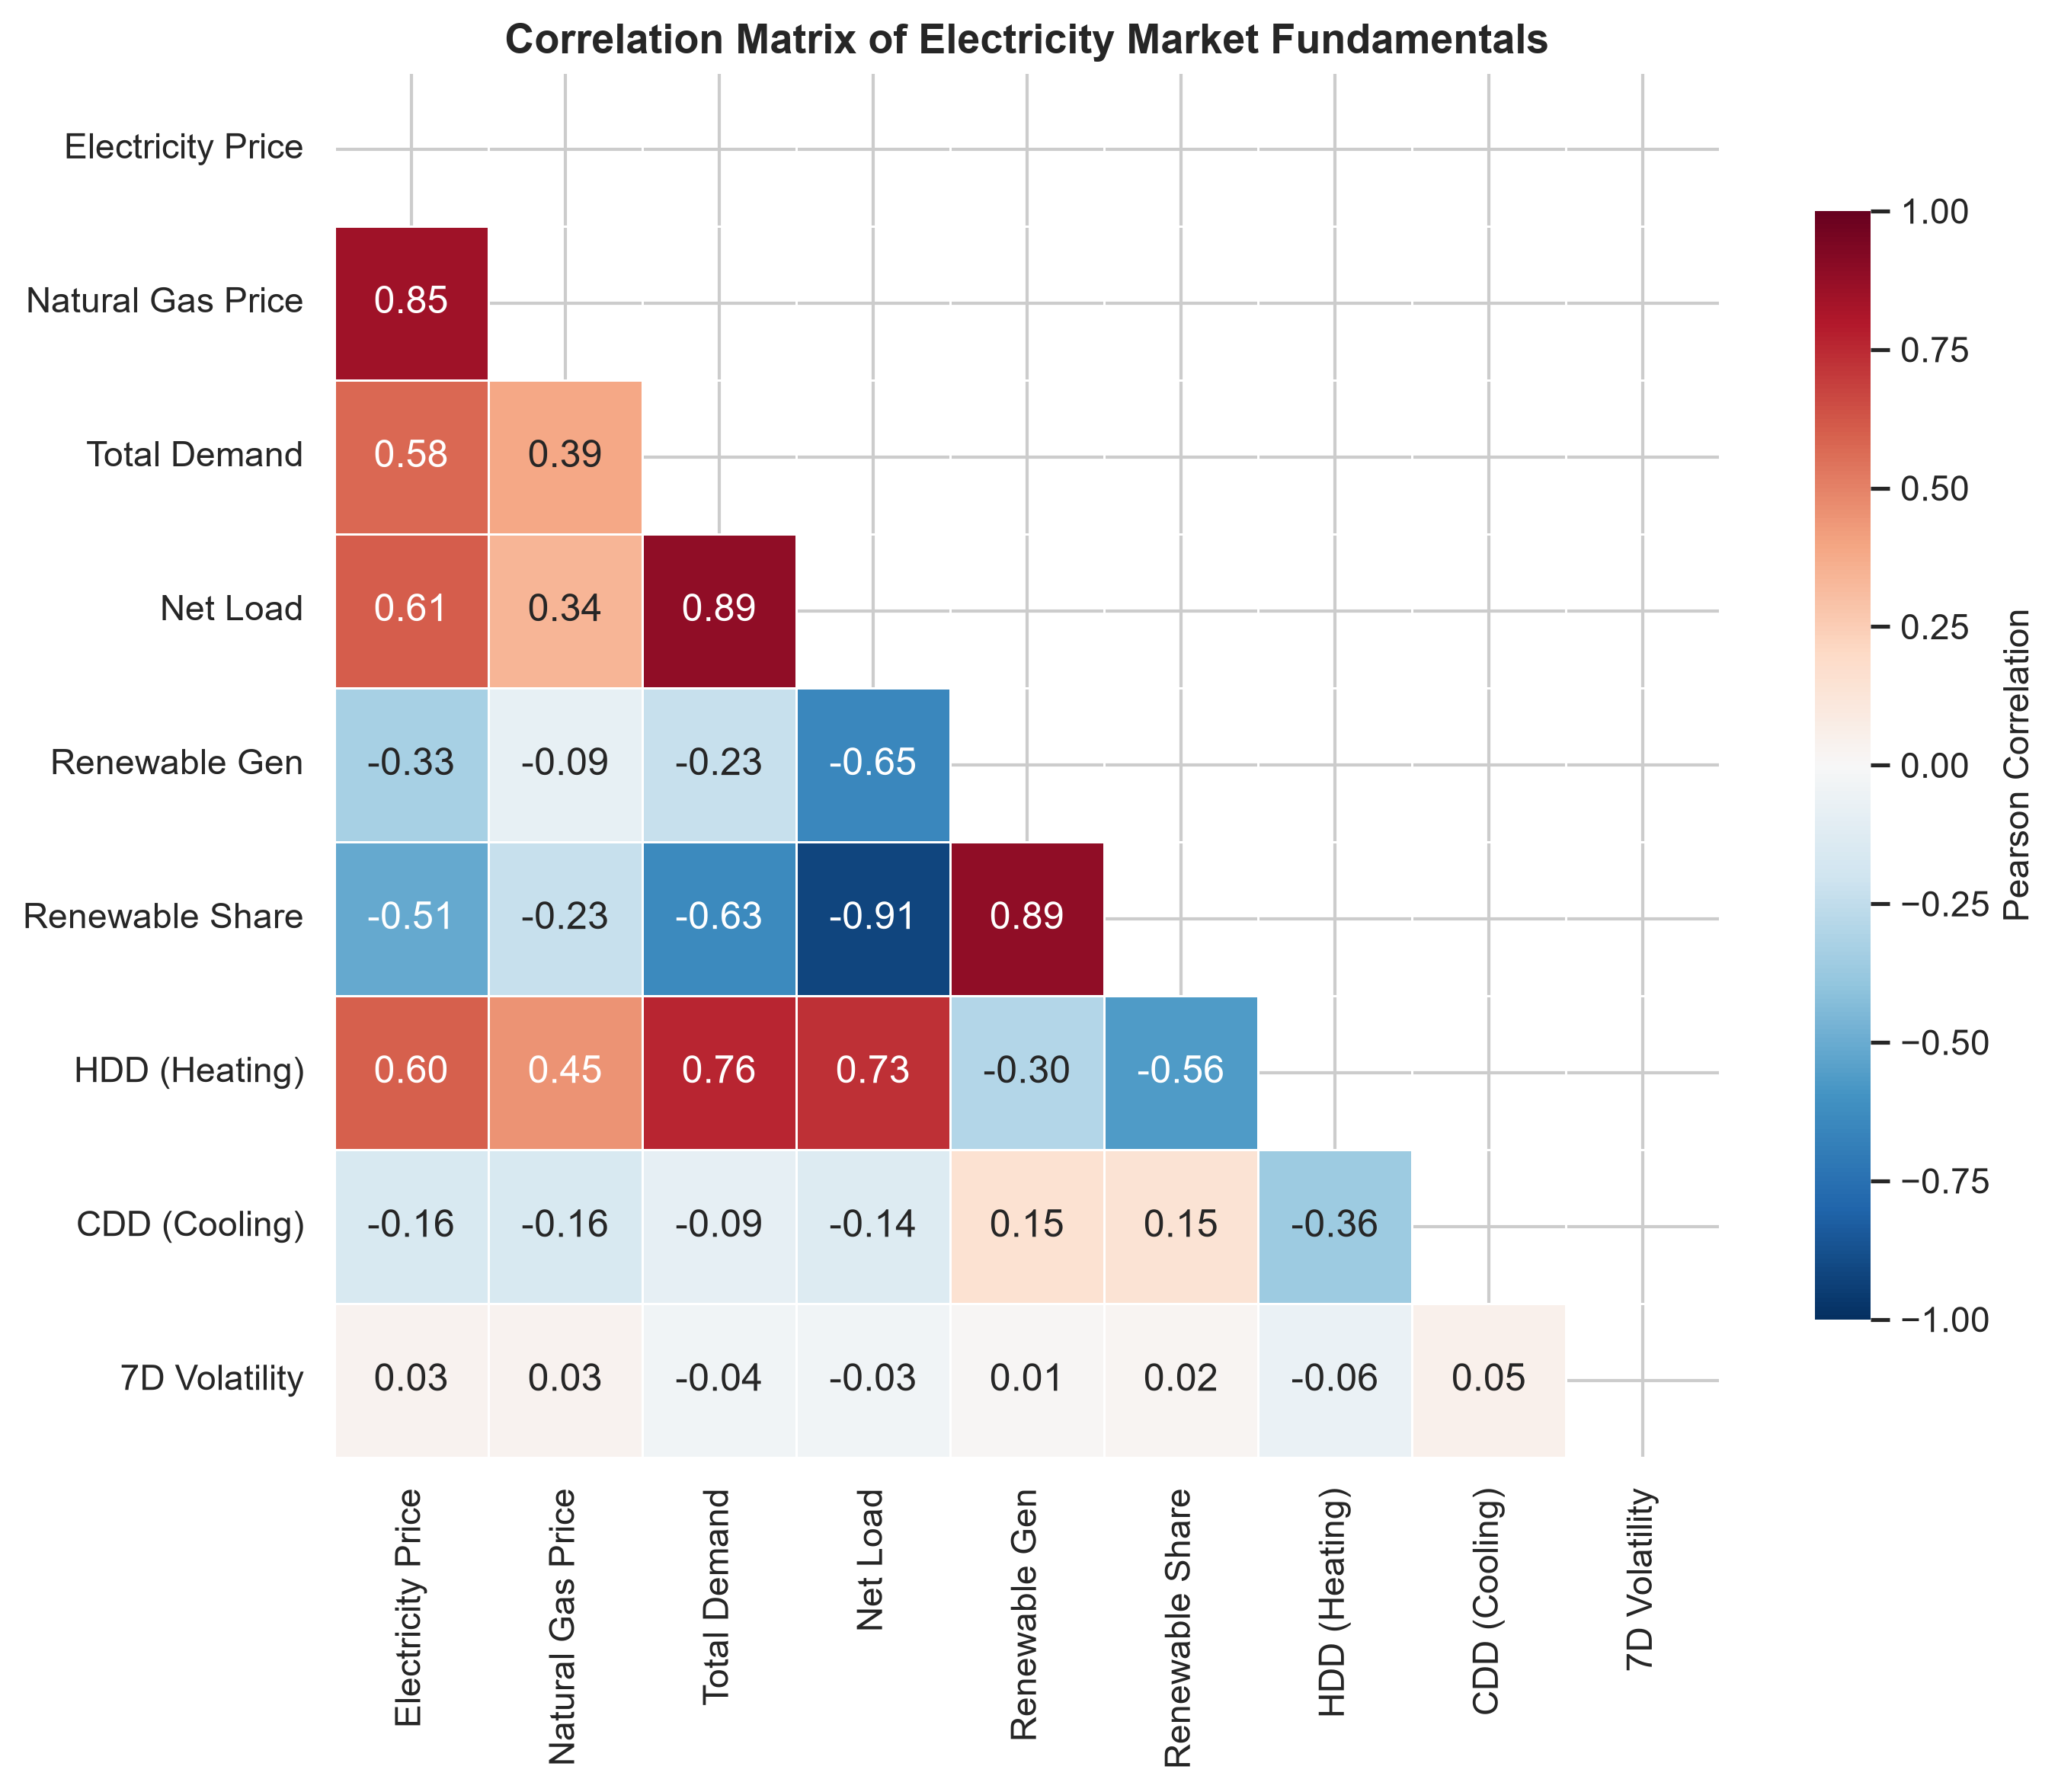 Correlation Matrix of Electricity Market Fundamentals
Electricity Price
Natural Gas Price 0.85
Total Demand 0.58 0.39
Net Load 0.61 0.34 0.89
Renewable Gen -0.33 -0.09 -0.23 -0.65
Renewable Share -0.51 -0.23 -0.63 -0.91 0.89
HDD (Heating) 0.60 0.45 0.76 0.73 -0.30 -0.56
CDD (Cooling) -0.16 -0.16 -0.09 -0.14 0.15 0.15 -0.36
7D Volatility 0.03 0.03 -0.04 -0.03 0.01 0.02 -0.06 0.05
Electricity Price
Natural Gas Price
Total Demand
Net Load
Renewable Gen
Renewable Share
HDD (Heating)
CDD (Cooling)
7D Volatility
1.00
0.75
0.50
0.25
0.00
−0.25
−0.50
−0.75
−1.00
Pearson Correlation